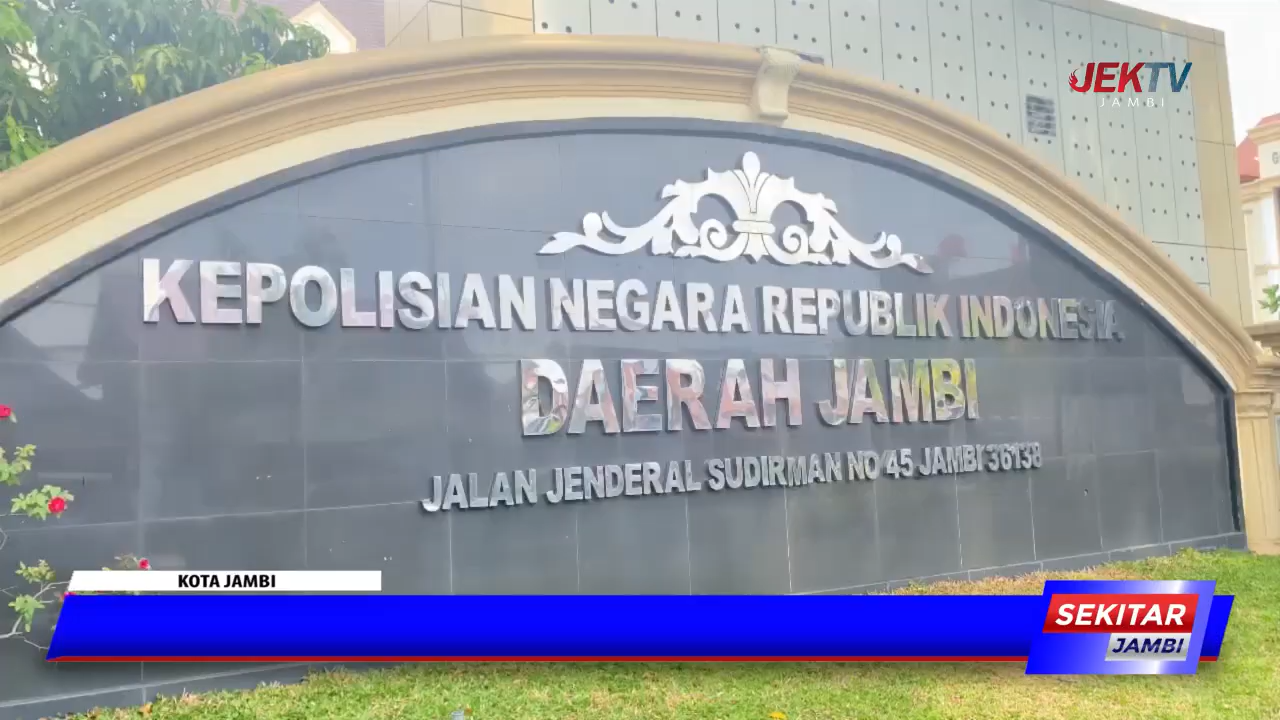 JEKTV
JAMBI
KEPOLISIAN NEGARA REPUBLIK INDONESIA
DAERAH JAMBI
JALAN JENDERAL SUDIRMAN NO 45 JAMBI 36138
KOTA JAMBI
SEKITAR
JAMBI